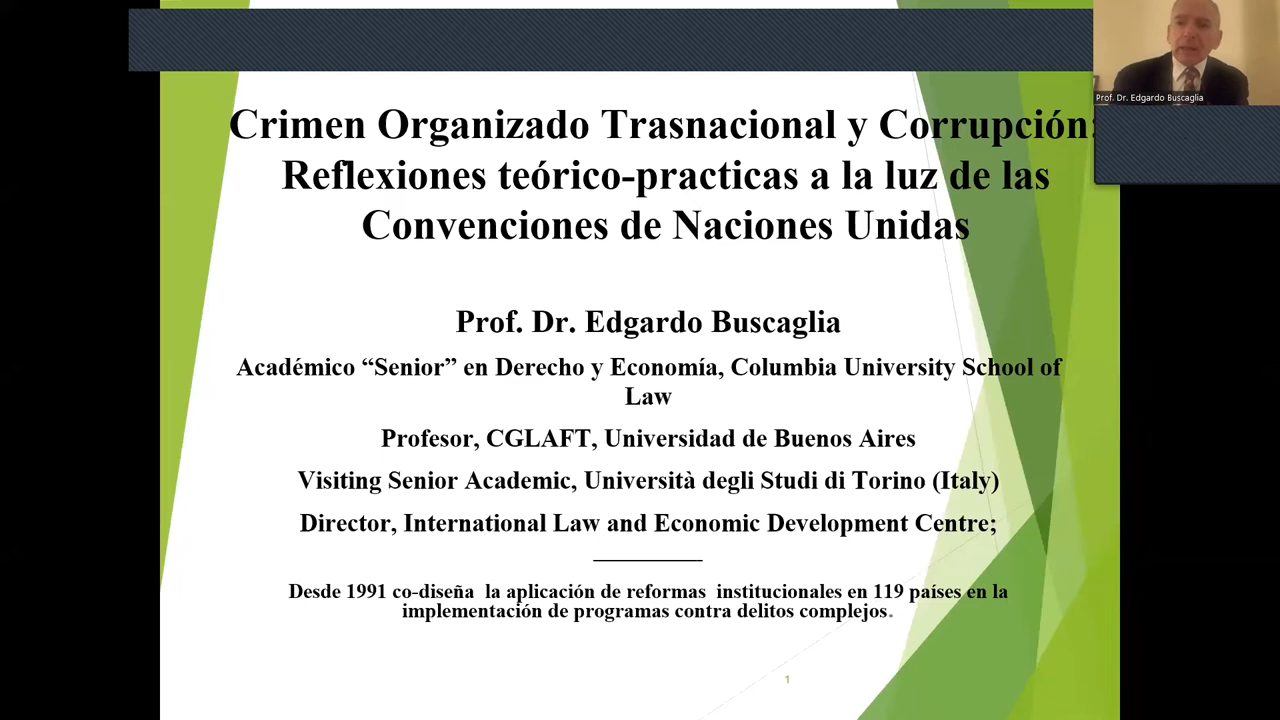 Prof. Dr. Edgardo Buscaglia
Crimen Organizado Trasnacional y Corrupción:
Reflexiones teórico-practicas a la luz de las
Convenciones de Naciones Unidas
Prof. Dr. Edgardo Buscaglia
Académico “Senior” en Derecho y Economía, Columbia University School of
Law
Profesor, CGLAFT, Universidad de Buenos Aires
Visiting Senior Academic, Università degli Studi di Torino (Italy)
Director, International Law and Economic Development Centre;
Desde 1991 co-diseña la aplicación de reformas institucionales en 119 países en la
implementación de programas contra delitos complejos.
1